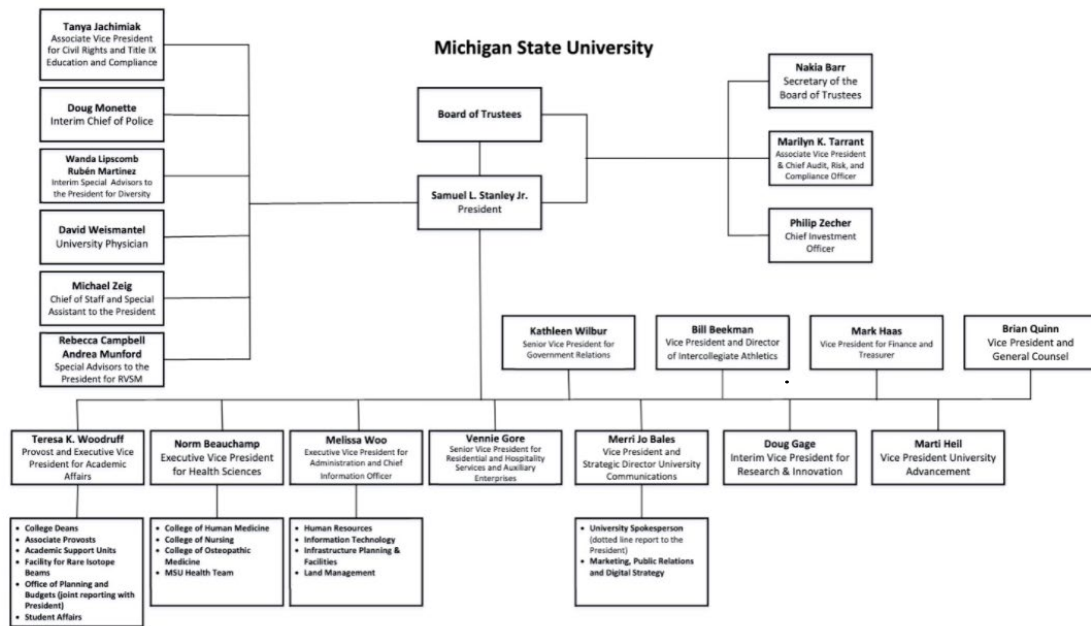 Michigan State University
Tanya Jachimiak
Associate Vice President
for Civil Rights and Title IX
Education and Compliance
Doug Monette
Interim Chief of Police
Wanda Lipscomb
Rubén Martinez
Interim Special Advisors to
the President for Diversity
David Weismantel
University Physician
Michael Zeig
Chief of Staff and Special
Assistant to the President
Rebecca Campbell
Andrea Munford
Special Advisors to the
President for RVSM
Board of Trustees
Samuel L. Stanley Jr.
President
Nakia Barr
Secretary of the
Board of Trustees
Marilyn K. Tarrant
Associate Vice President
& Chief Audit, Risk, and
Compliance Officer
Philip Zecher
Chief Investment
Officer
Kathleen Wilbur
Senior Vice President for
Government Relations
Bill Beekman
Vice President and Director
of Intercollegiate Athletics
Mark Haas
Vice President for Finance and
Treasurer
Brian Quinn
Vice President and
General Counsel
Teresa K. Woodruff
Provost and Executive Vice
President for Academic
Affairs
Norm Beauchamp
Executive Vice President
for Health Sciences
Melissa Woo
Executive Vice President for
Administration and Chief
Information Officer
Vennie Gore
Senior Vice President for
Residential and Hospitality
Services and Auxiliary
Enterprises
Merri Jo Bales
Vice President and
Strategic Director University
Communications
Doug Gage
Interim Vice President for
Research & Innovation
Marti Heil
Vice President University
Advancement
• College Deans
• Associate Provosts
• Academic Support Units
• Facility for Rare Isotope
Beams
• Office of Planning and
Budgets (joint reporting with
President)
• Student Affairs
• College of Human Medicine
• College of Nursing
• College of Osteopathic
Medicine
• MSU Health Team
• Human Resources
• Information Technology
• Infrastructure Planning &
Facilities
• Land Management
• University Spokesperson
(dotted line report to the
President)
• Marketing, Public Relations
and Digital Strategy